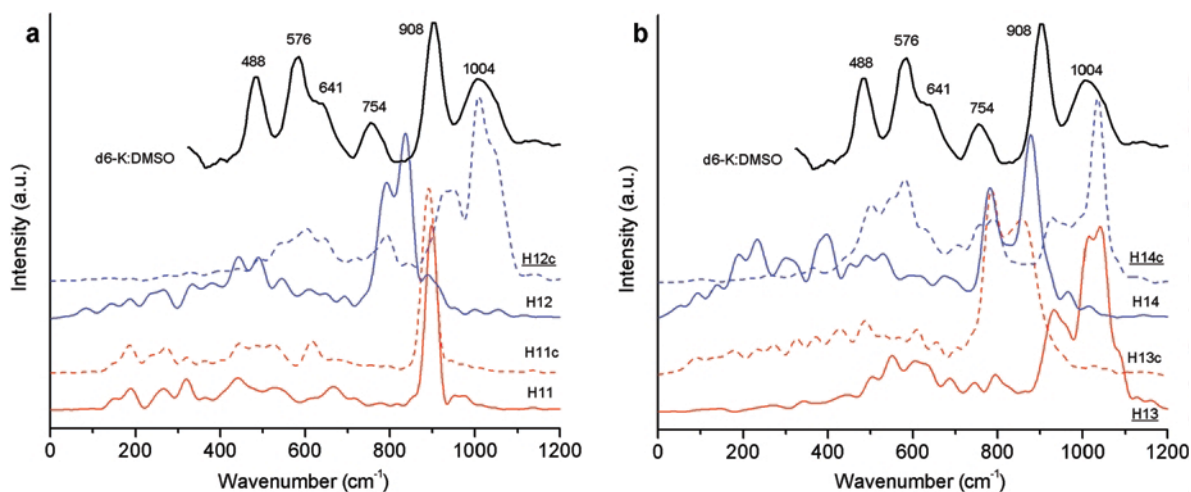 a
908
576
488
1004
641
754
d6-K:DMSO
Intensity (a.u.)
H12c
H12
H11c
H11
0 200 400 600 800 1000 1200
Wavenumber (cm⁻¹)
b
908
576
488
1004
641
754
d6-K:DMSO
Intensity (a.u.)
H14c
H14
H13c
H13
0 200 400 600 800 1000 1200
Wavenumber (cm⁻¹)